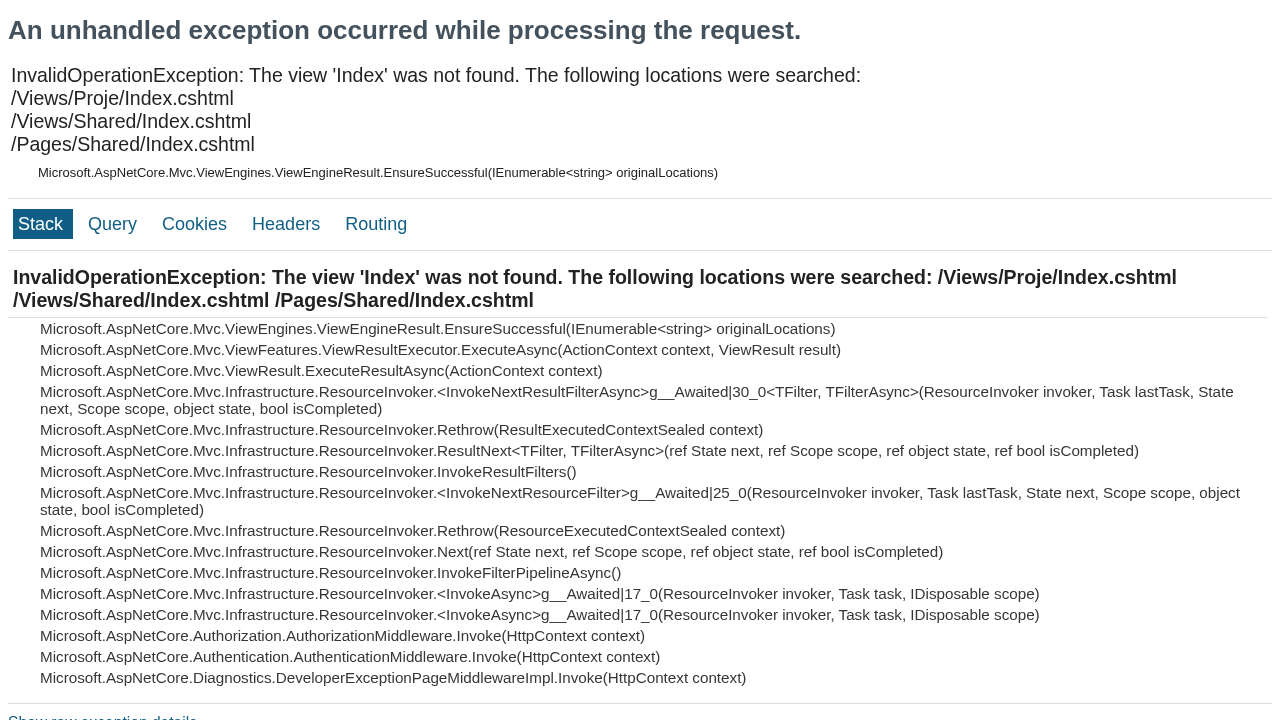 An unhandled exception occurred while processing the request.
InvalidOperationException: The view 'Index' was not found. The following locations were searched:
/Views/Proje/Index.cshtml
/Views/Shared/Index.cshtml
/Pages/Shared/Index.cshtml
Microsoft.AspNetCore.Mvc.ViewEngines.ViewEngineResult.EnsureSuccessful(IEnumerable<string> originalLocations)
Stack Query Cookies Headers Routing
InvalidOperationException: The view 'Index' was not found. The following locations were searched: /Views/Proje/Index.cshtml
/Views/Shared/Index.cshtml /Pages/Shared/Index.cshtml
Microsoft.AspNetCore.Mvc.ViewEngines.ViewEngineResult.EnsureSuccessful(IEnumerable<string> originalLocations)
Microsoft.AspNetCore.Mvc.ViewFeatures.ViewResultExecutor.ExecuteAsync(ActionContext context, ViewResult result)
Microsoft.AspNetCore.Mvc.ViewResult.ExecuteResultAsync(ActionContext context)
Microsoft.AspNetCore.Mvc.Infrastructure.ResourceInvoker.<InvokeNextResultFilterAsync>g__Awaited|30_0<TFilter, TFilterAsync>(ResourceInvoker invoker, Task lastTask, State
next, Scope scope, object state, bool isCompleted)
Microsoft.AspNetCore.Mvc.Infrastructure.ResourceInvoker.Rethrow(ResultExecutedContextSealed context)
Microsoft.AspNetCore.Mvc.Infrastructure.ResourceInvoker.ResultNext<TFilter, TFilterAsync>(ref State next, ref Scope scope, ref object state, ref bool isCompleted)
Microsoft.AspNetCore.Mvc.Infrastructure.ResourceInvoker.InvokeResultFilters()
Microsoft.AspNetCore.Mvc.Infrastructure.ResourceInvoker.<InvokeNextResourceFilter>g__Awaited|25_0(ResourceInvoker invoker, Task lastTask, State next, Scope scope, object
state, bool isCompleted)
Microsoft.AspNetCore.Mvc.Infrastructure.ResourceInvoker.Rethrow(ResourceExecutedContextSealed context)
Microsoft.AspNetCore.Mvc.Infrastructure.ResourceInvoker.Next(ref State next, ref Scope scope, ref object state, ref bool isCompleted)
Microsoft.AspNetCore.Mvc.Infrastructure.ResourceInvoker.InvokeFilterPipelineAsync()
Microsoft.AspNetCore.Mvc.Infrastructure.ResourceInvoker.<InvokeAsync>g__Awaited|17_0(ResourceInvoker invoker, Task task, IDisposable scope)
Microsoft.AspNetCore.Mvc.Infrastructure.ResourceInvoker.<InvokeAsync>g__Awaited|17_0(ResourceInvoker invoker, Task task, IDisposable scope)
Microsoft.AspNetCore.Authorization.AuthorizationMiddleware.Invoke(HttpContext context)
Microsoft.AspNetCore.Authentication.AuthenticationMiddleware.Invoke(HttpContext context)
Microsoft.AspNetCore.Diagnostics.DeveloperExceptionPageMiddlewareImpl.Invoke(HttpContext context)
Show raw exception details